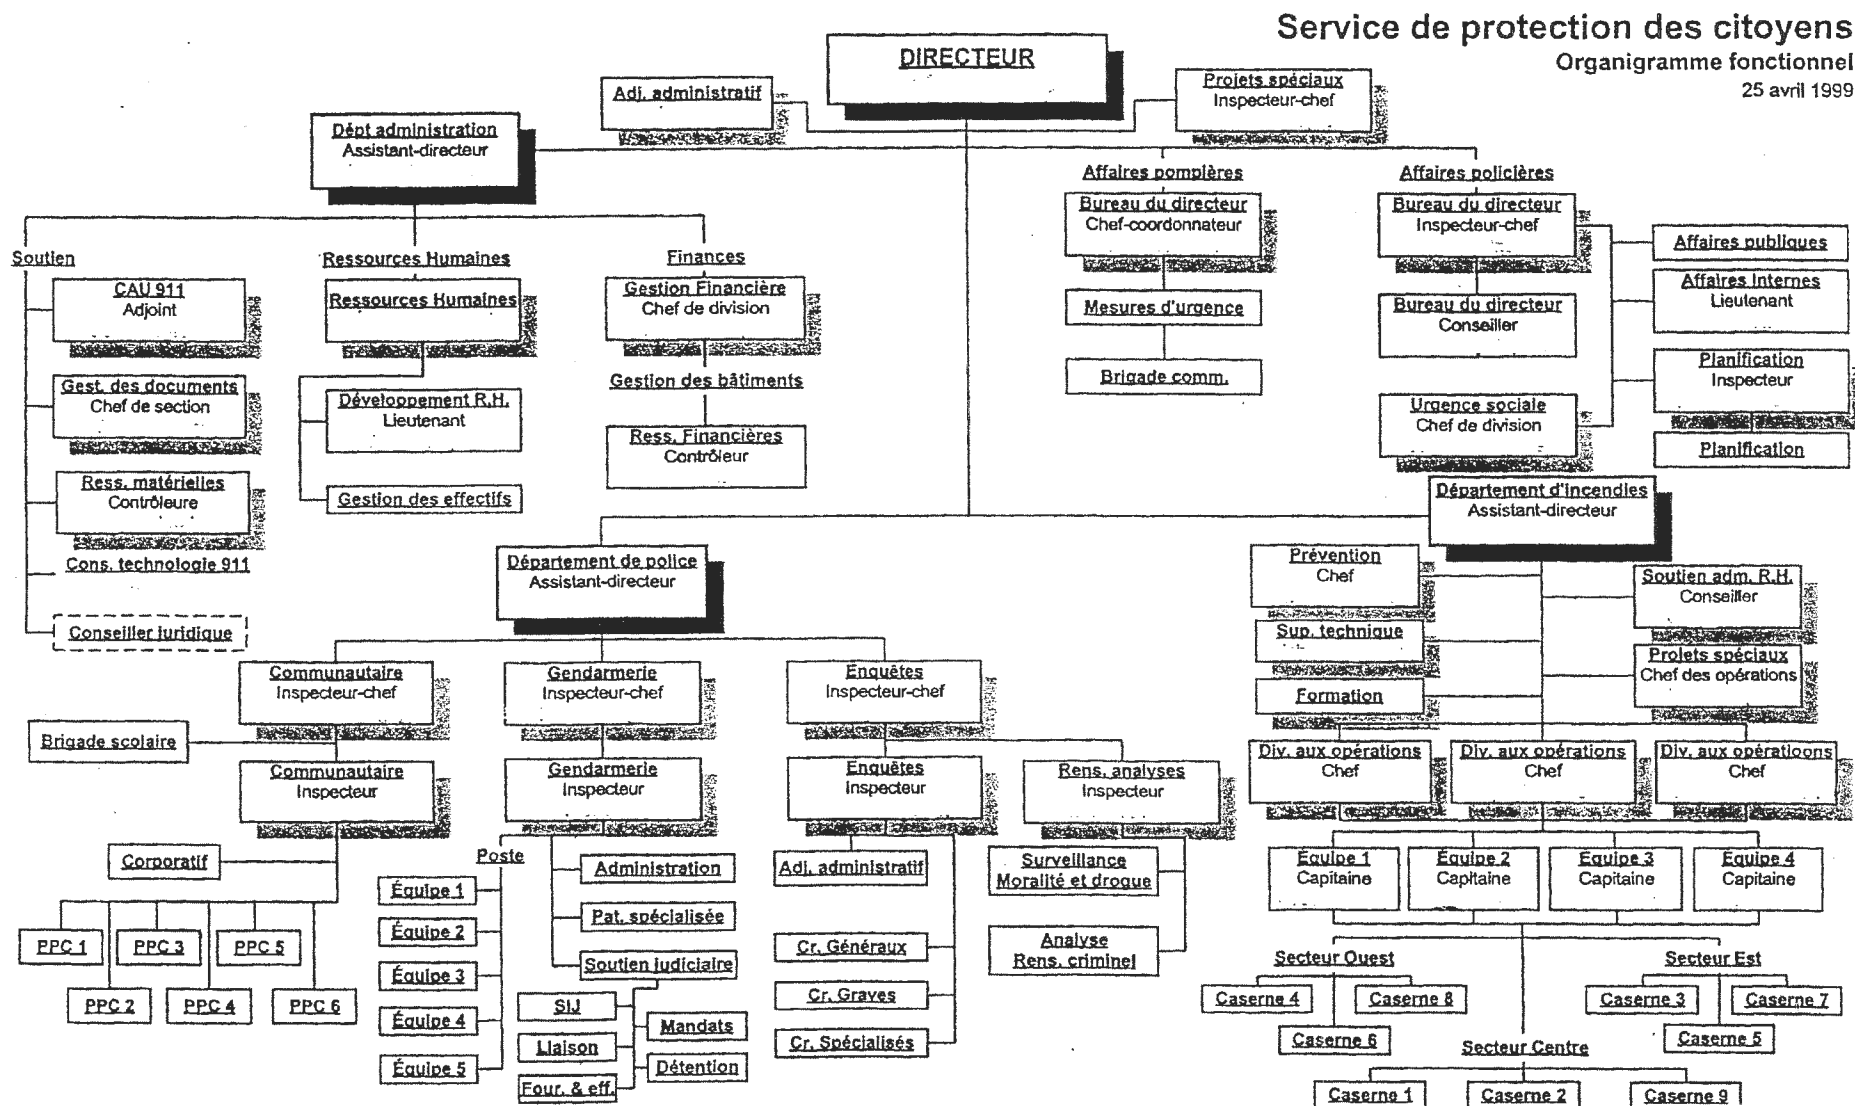 Service de protection des citoyens
Organigramme fonctionnel
25 avril 1999
DIRECTEUR
Adj. administratif
Projets spéciaux
Inspecteur-chef
Dépt administration
Assistant-directeur
Affaires pompières
Bureau du directeur
Chef-coordonnateur
Mesures d'urgence
Brigade comm.
Affaires policières
Bureau du directeur
Inspecteur-chef
Bureau du directeur
Conseiller
Urgence sociale
Chef de division
Affaires publiques
Affaires Internes
Lieutenant
Planification
Inspecteur
Planification
Soutien
CAU 911
Adjoint
Gest. des documents
Chef de section
Ress. matérielles
Contrôleure
Cons. technologie 911
Conseiller juridique
Ressources Humaines
Ressources Humaines
Développement R.H.
Lieutenant
Gestion des effectifs
Finances
Gestion Financière
Chef de division
Gestion des bâtiments
Ress. Financières
Contrôleur
Département de police
Assistant-directeur
Communautaire
Inspecteur-chef
Brigade scolaire
Communautaire
Inspecteur
Corporatif
PPC 1
PPC 3
PPC 5
PPC 2
PPC 4
PPC 6
Gendarmerie
Inspecteur-chef
Gendarmerie
Inspecteur
Poste
Équipe 1
Équipe 2
Équipe 3
Équipe 4
Équipe 5
Administration
Pat. spécialisée
Soutien judiciaire
SIJ
Liaison
Four. & eff.
Mandats
Détention
Enquêtes
Inspecteur-chef
Enquêtes
Inspecteur
Adj. administratif
Cr. Généraux
Cr. Graves
Cr. Spécialisés
Rens. analyses
Inspecteur
Surveillance
Moralité et drogue
Analyse
Rens. criminel
Département d'incendies
Assistant-directeur
Prévention
Chef
Sup. technique
Formation
Soutien adm. R.H.
Conseiller
Projets spéciaux
Chef des opérations
Div. aux opérations
Chef
Div. aux opérations
Chef
Div. aux opératioons
Chef
Équipe 1
Capitaine
Équipe 2
Capitaine
Équipe 3
Capitaine
Équipe 4
Capitaine
Secteur Ouest
Caserne 4
Caserne 8
Caserne 6
Secteur Est
Caserne 3
Caserne 7
Caserne 5
Secteur Centre
Caserne 1
Caserne 2
Caserne 9